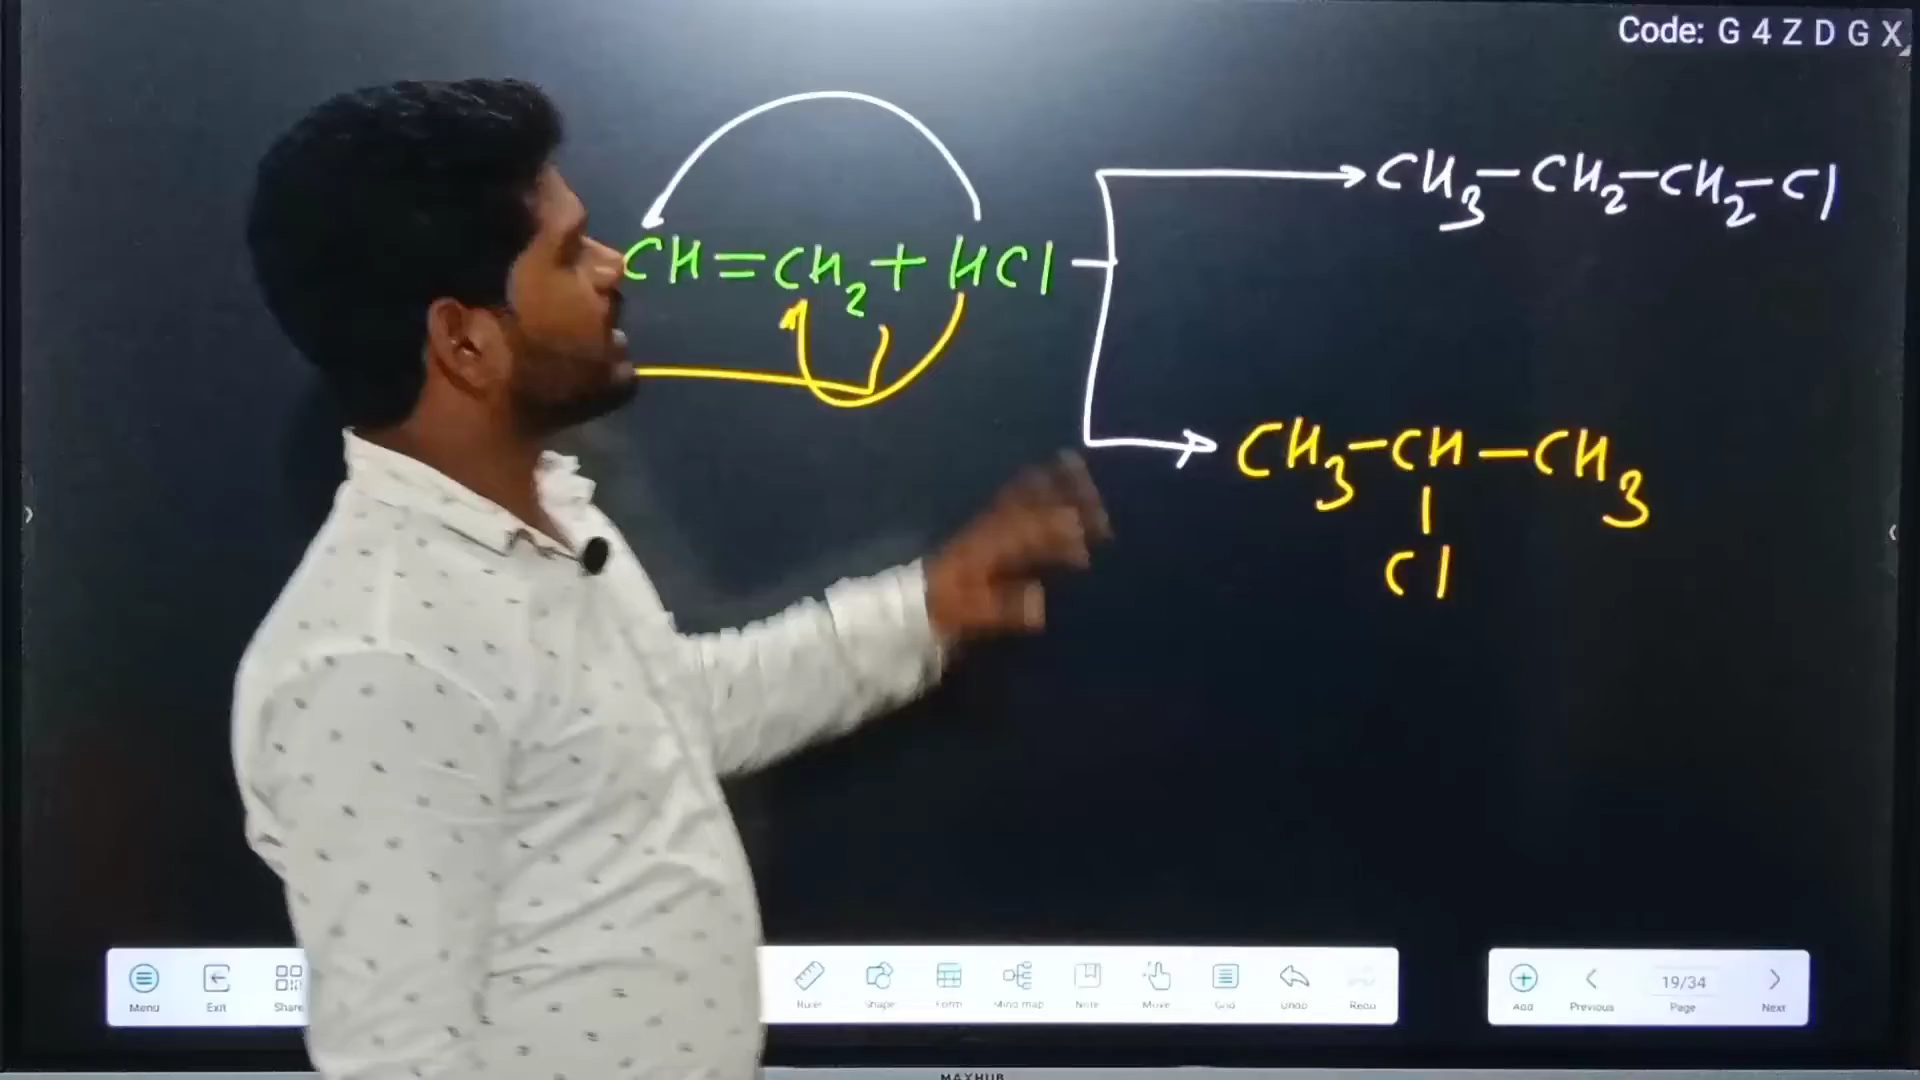 Code: G 4 Z D G X
CH3-CH2-CH2-Cl
CH=CH2+HCl
CH3-CH-CH3
Cl
Menu Exit Share Ruler Shape Form Mind map Note Move Grid Undo Redo Add Previous 19/34 Page Next
MAXHUB